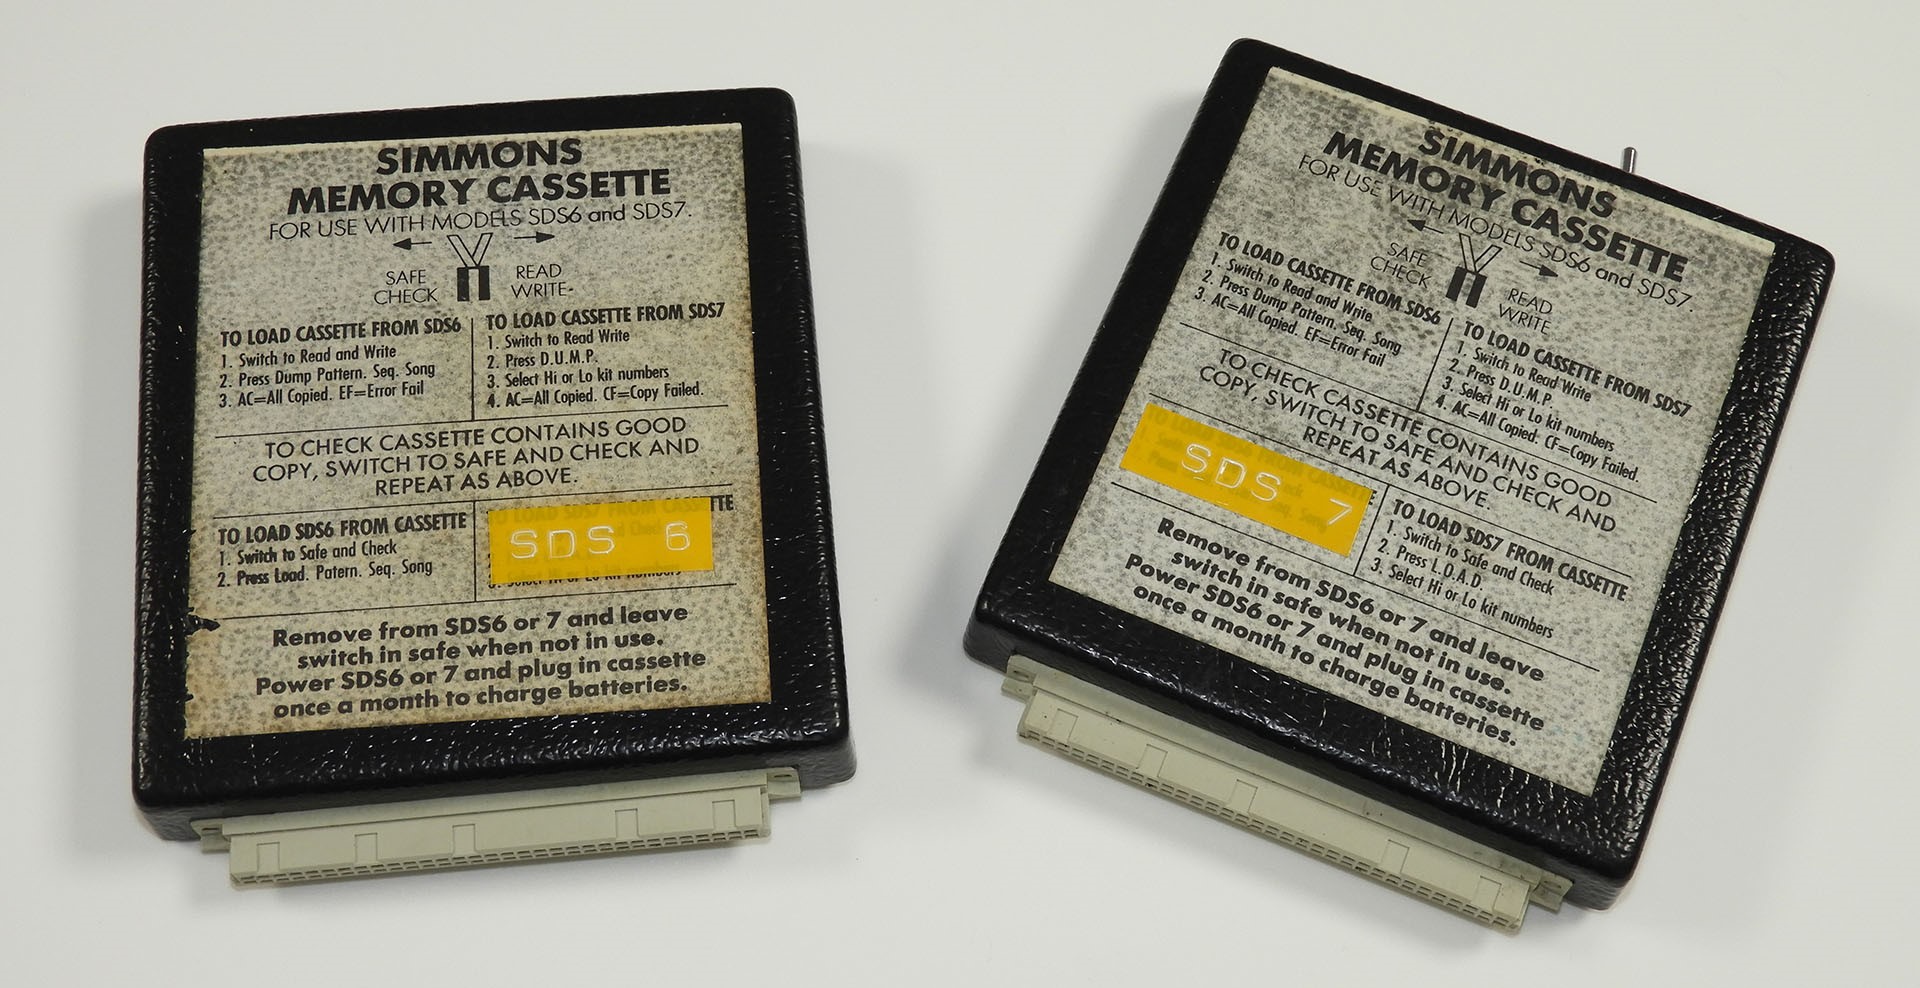 SIMMONS
MEMORY CASSETTE
FOR USE WITH MODELS SDS6 and SDS7.
SAFE
CHECK
READ
WRITE
TO LOAD CASSETTE FROM SDS6
1. Switch to Read and Write
2. Press Dump Pattern. Seq. Song
3. AC=All Copied. EF=Error Fail
TO LOAD CASSETTE FROM SDS7
1. Switch to Read Write
2. Press D.U.M.P.
3. Select Hi or Lo kit numbers
4. AC=All Copied. CF=Copy Failed.
TO CHECK CASSETTE CONTAINS GOOD
COPY, SWITCH TO SAFE AND CHECK AND
REPEAT AS ABOVE.
TO LOAD SDS6 FROM CASSETTE
1. Switch to Safe and Check
2. Press Load. Patern. Seq. Song
TO LOAD SDS7 FROM CASSETTE
SDS 6
3. Select Hi or Lo kit numbers
Remove from SDS6 or 7 and leave
switch in safe when not in use.
Power SDS6 or 7 and plug in cassette
once a month to charge batteries.
SIMMONS
MEMORY CASSETTE
FOR USE WITH MODELS SDS6 and SDS7.
SAFE
CHECK
READ
WRITE
TO LOAD CASSETTE FROM SDS6
1. Switch to Read and Write
2. Press Dump Pattern. Seq. Song
3. AC=All Copied. EF=Error Fail
TO LOAD CASSETTE FROM SDS7
1. Switch to Read Write
2. Press D.U.M.P.
3. Select Hi or Lo kit numbers
4. AC=All Copied. CF=Copy Failed.
TO CHECK CASSETTE CONTAINS GOOD
COPY, SWITCH TO SAFE AND CHECK AND
REPEAT AS ABOVE.
SDS 7
TO LOAD SDS7 FROM CASSETTE
1. Switch to Safe and Check
2. Press L.O.A.D.
3. Select Hi or Lo kit numbers
Remove from SDS6 or 7 and leave
switch in safe when not in use.
Power SDS6 or 7 and plug in cassette
once a month to charge batteries.